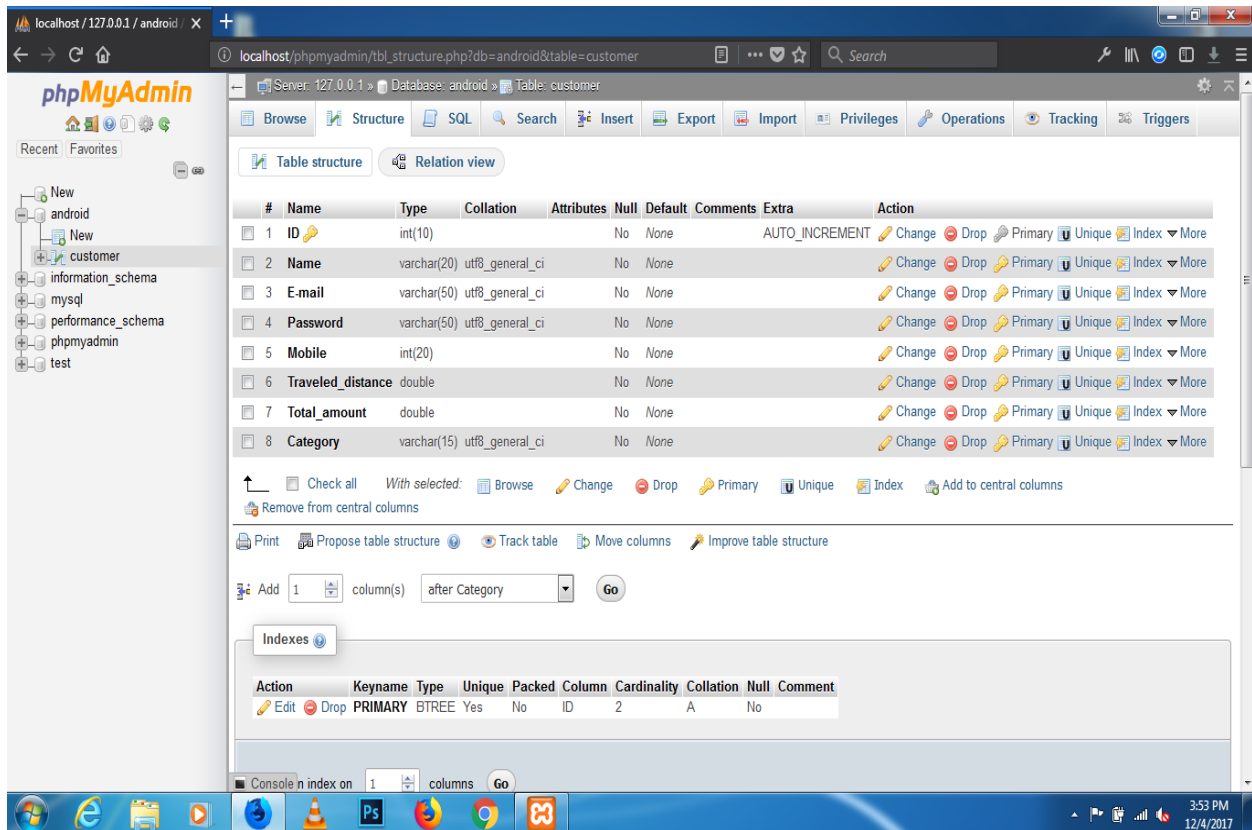 localhost / 127.0.0.1 / android /
localhost/phpmyadmin/tbl_structure.php?db=android&table=customer
Search
phpMyAdmin
Recent Favorites
New
android
New
customer
information_schema
mysql
performance_schema
phpmyadmin
test
Server: 127.0.0.1 » Database: android » Table: customer
Browse Structure SQL Search Insert Export Import Privileges Operations Tracking Triggers
Table structure Relation view
# Name Type Collation Attributes Null Default Comments Extra Action
1 ID int(10) No None AUTO_INCREMENT Change Drop Primary Unique Index More
2 Name varchar(20) utf8_general_ci No None Change Drop Primary Unique Index More
3 E-mail varchar(50) utf8_general_ci No None Change Drop Primary Unique Index More
4 Password varchar(50) utf8_general_ci No None Change Drop Primary Unique Index More
5 Mobile int(20) No None Change Drop Primary Unique Index More
6 Traveled_distance double No None Change Drop Primary Unique Index More
7 Total_amount double No None Change Drop Primary Unique Index More
8 Category varchar(15) utf8_general_ci No None Change Drop Primary Unique Index More
Check all With selected: Browse Change Drop Primary Unique Index Add to central columns
Remove from central columns
Print Propose table structure Track table Move columns Improve table structure
Add 1 column(s) after Category Go
Indexes
Action Keyname Type Unique Packed Column Cardinality Collation Null Comment
Edit Drop PRIMARY BTREE Yes No ID 2 A No
Console n index on 1 columns Go
Ps
3:53 PM
12/4/2017